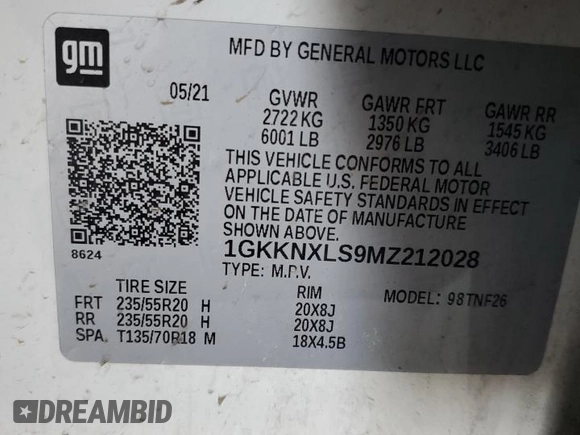 gm
MFD BY GENERAL MOTORS LLC
05/21 GVWR GAWR FRT GAWR RR
2722 KG 1350 KG 1545 KG
6001 LB 2976 LB 3406 LB
THIS VEHICLE CONFORMS TO ALL
APPLICABLE U.S. FEDERAL MOTOR
VEHICLE SAFETY STANDARDS IN EFFECT
ON THE DATE OF MANUFACTURE
SHOWN ABOVE.
8624 1GKKNXLS9MZ212028
TYPE: M.P.V.
TIRE SIZE RIM MODEL: 98TNF26
FRT 235/55R20 H 20X8J
RR 235/55R20 H 20X8J
SPA T135/70R18 M 18X4.5B
DREAMBID